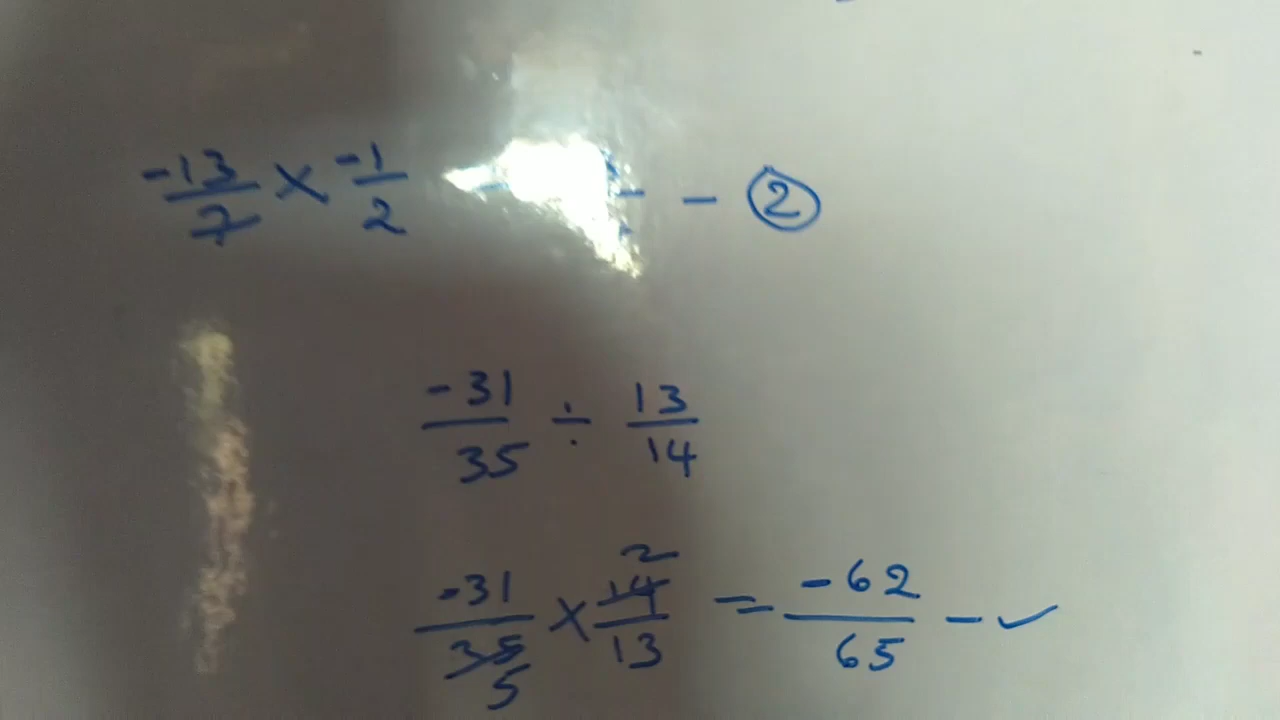 -13/7 × -1/2 - ②
-31/35 ÷ 13/14
-31/35 5 × 14/13 2 = -62/65 - ✓